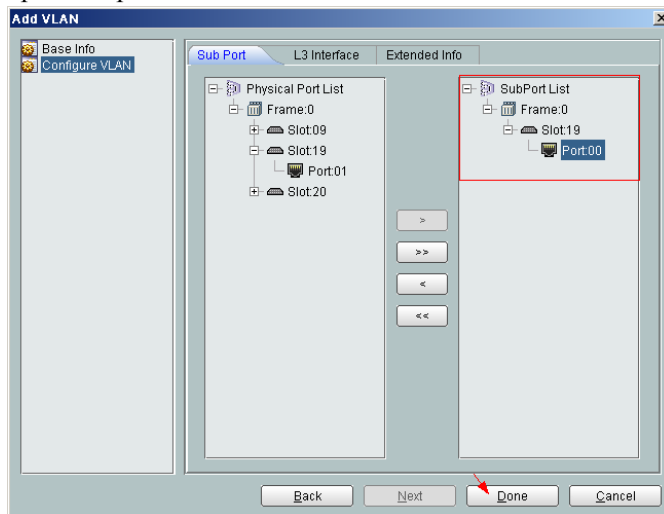 Add VLAN
Base Info
Configure VLAN
Sub Port
L3 Interface
Extended Info
Physical Port List
Frame:0
Slot:09
Slot:19
Port:01
Slot:20
>
>>
<
<<
SubPort List
Frame:0
Slot:19
Port:00
Back
Next
Done
Cancel